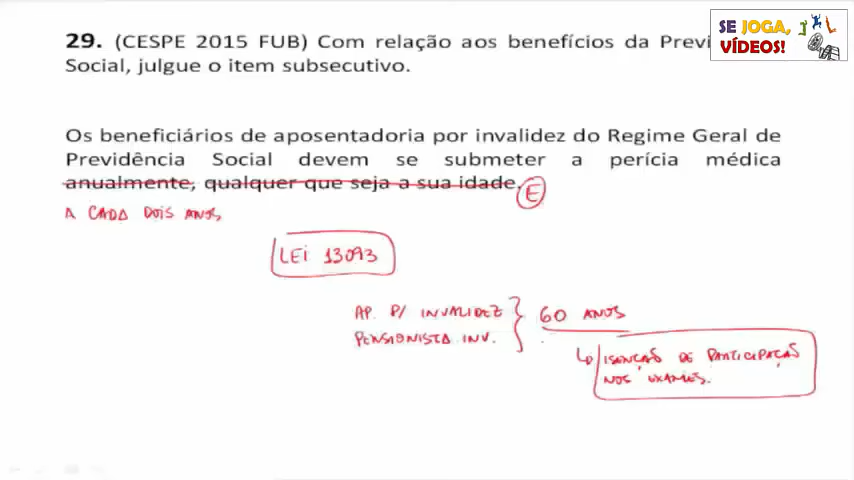 SE JOGA,
VÍDEOS!
29. (CESPE 2015 FUB) Com relação aos benefícios da Previ
Social, julgue o item subsecutivo.
Os beneficiários de aposentadoria por invalidez do Regime Geral de
Previdência Social devem se submeter a perícia médica
anualmente, qualquer que seja a sua idade. E
A CADA DOIS ANOS
LEI 13093
AP. P/ INVALIDEZ } 60 ANOS
PENSIONISTA INV.
ISENÇÃO DE PARTICIPAÇÃO
NOS EXAMES.